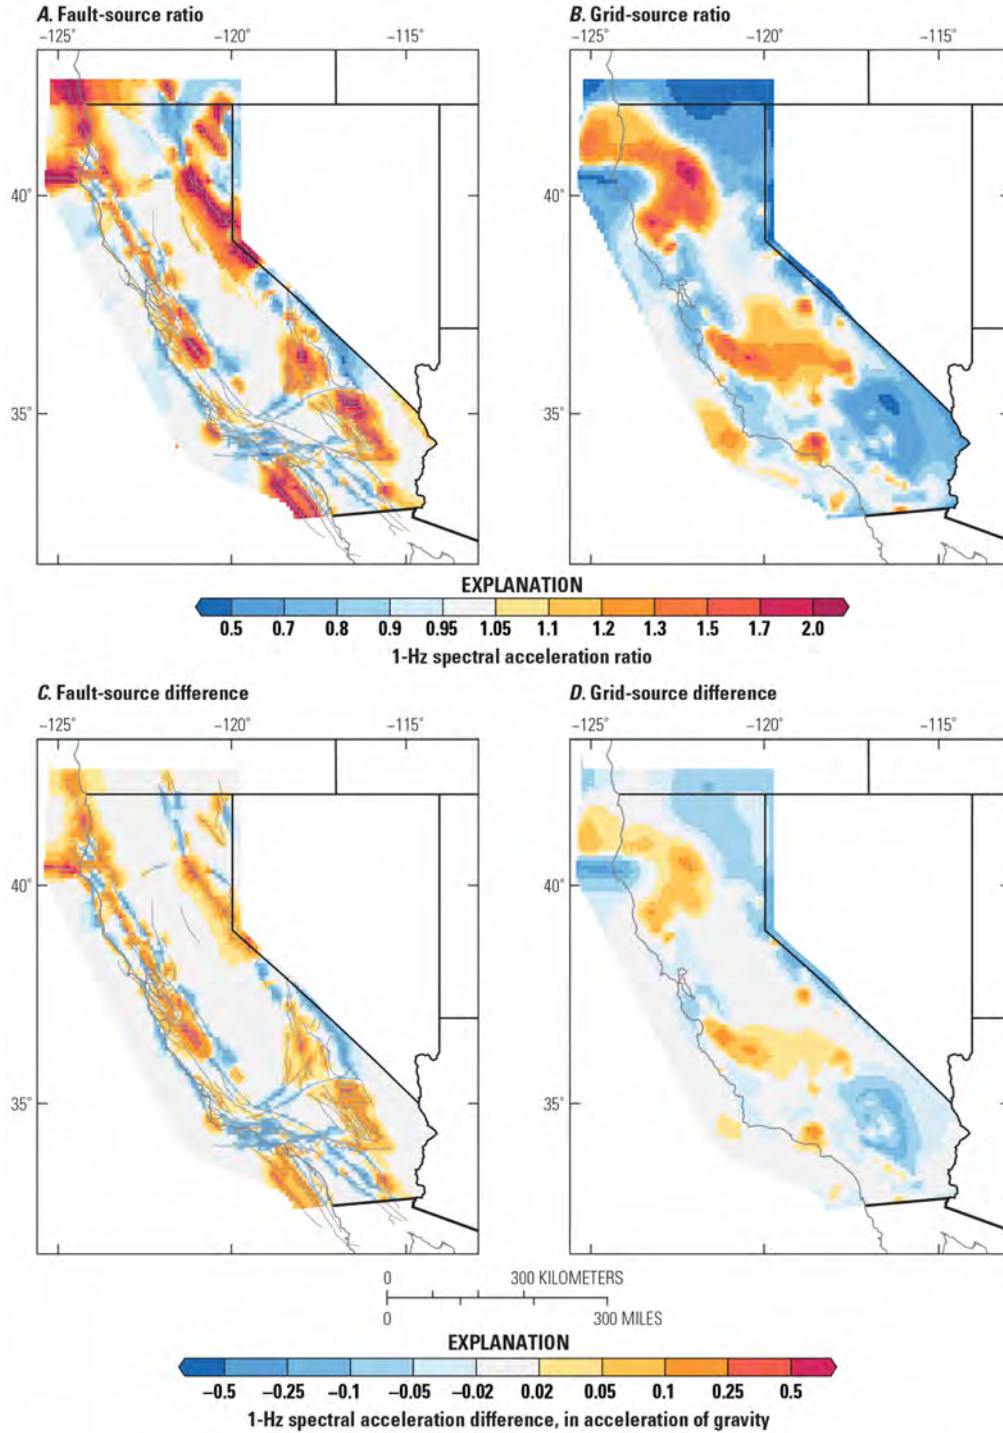 A. Fault-source ratio
B. Grid-source ratio
−125° −120° −115°
−125° −120° −115°
40°
40°
35°
35°
EXPLANATION
0.5 0.7 0.8 0.9 0.95 1.05 1.1 1.2 1.3 1.5 1.7 2.0
1-Hz spectral acceleration ratio
C. Fault-source difference
D. Grid-source difference
−125° −120° −115°
−125° −120° −115°
40°
40°
35°
35°
0 300 KILOMETERS
0 300 MILES
EXPLANATION
−0.5 −0.25 −0.1 −0.05 −0.02 0.02 0.05 0.1 0.25 0.5
1-Hz spectral acceleration difference, in acceleration of gravity